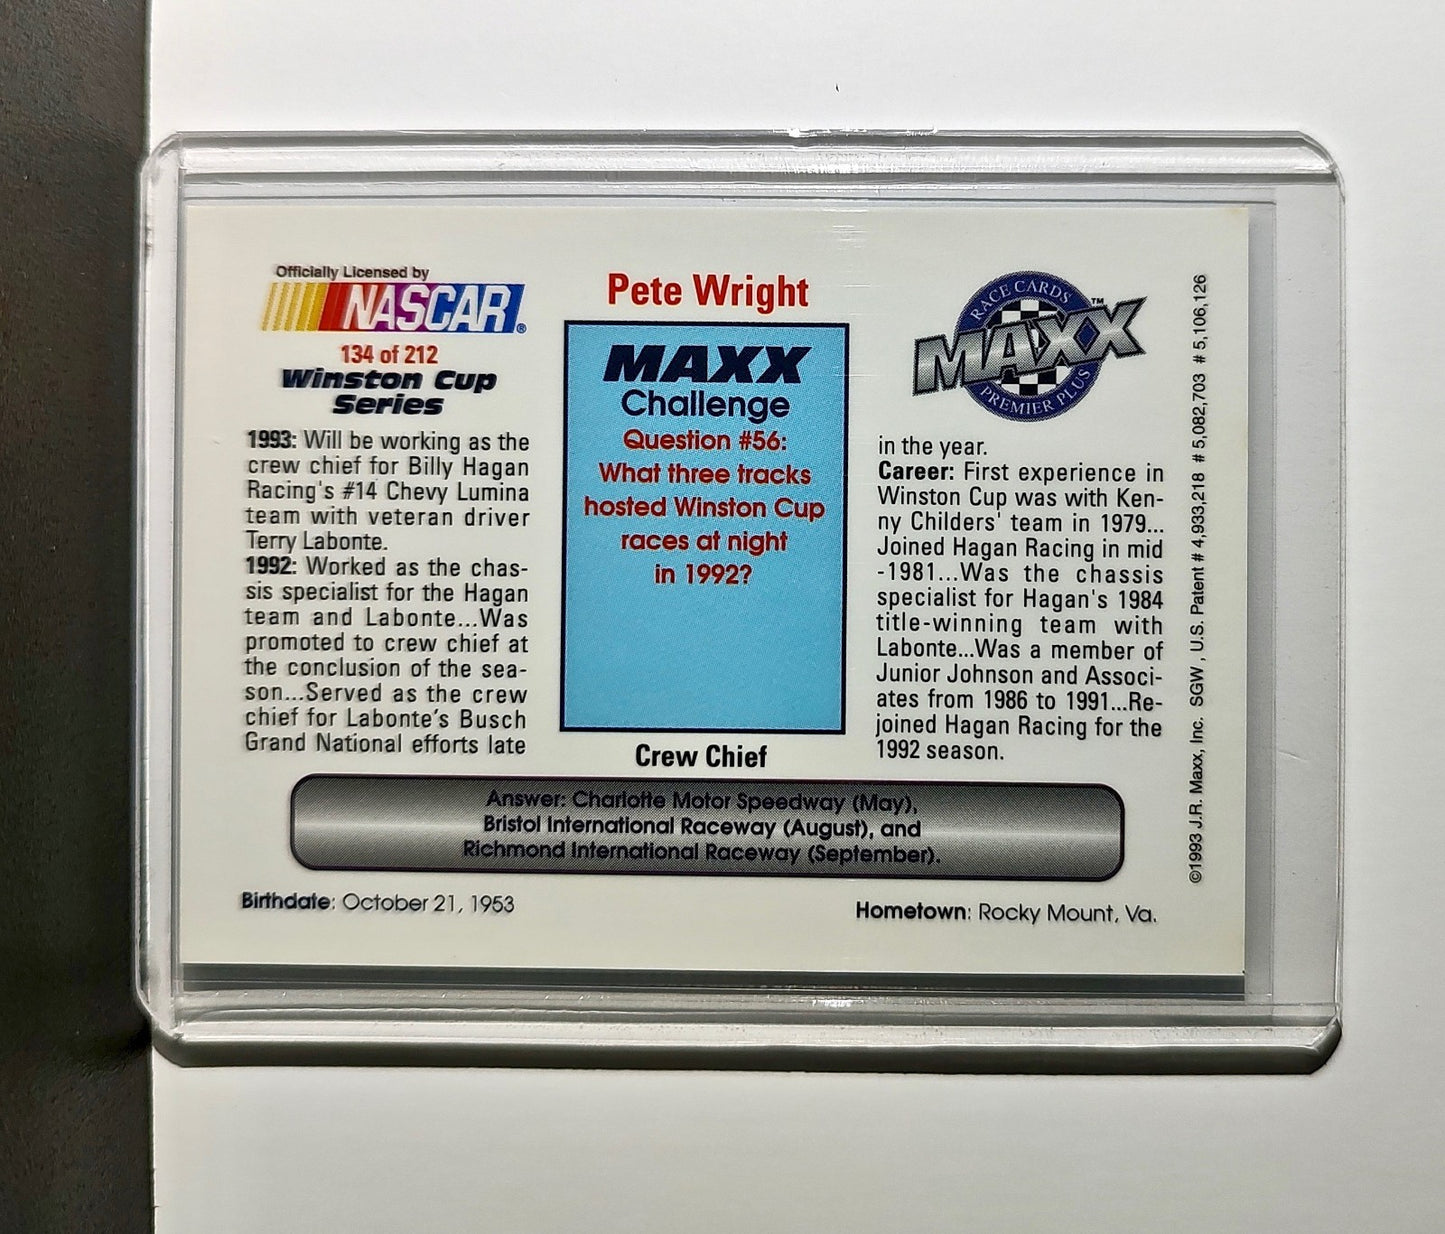 Officially Licensed by
NASCAR®
134 of 212
Winston Cup
Series
1993: Will be working as the
crew chief for Billy Hagan
Racing's #14 Chevy Lumina
team with veteran driver
Terry Labonte.
1992: Worked as the chas-
sis specialist for the Hagan
team and Labonte...Was
promoted to crew chief at
the conclusion of the sea-
son...Served as the crew
chief for Labonte's Busch
Grand National efforts late
Pete Wright
MAXX
Challenge
Question #56:
What three tracks
hosted Winston Cup
races at night
in 1992?
Crew Chief
RACE CARDS
MAXX™
PREMIER PLUS
in the year.
Career: First experience in
Winston Cup was with Ken-
ny Childers' team in 1979...
Joined Hagan Racing in mid
-1981...Was the chassis
specialist for Hagan's 1984
title-winning team with
Labonte...Was a member of
Junior Johnson and Associ-
ates from 1986 to 1991...Re-
joined Hagan Racing for the
1992 season.
Answer: Charlotte Motor Speedway (May),
Bristol International Raceway (August), and
Richmond International Raceway (September).
Birthdate: October 21, 1953
Hometown: Rocky Mount, Va.
©1993 J.R. Maxx, Inc. SGW, U.S. Patent # 4,933,218 # 5,082,703 # 5,106,126